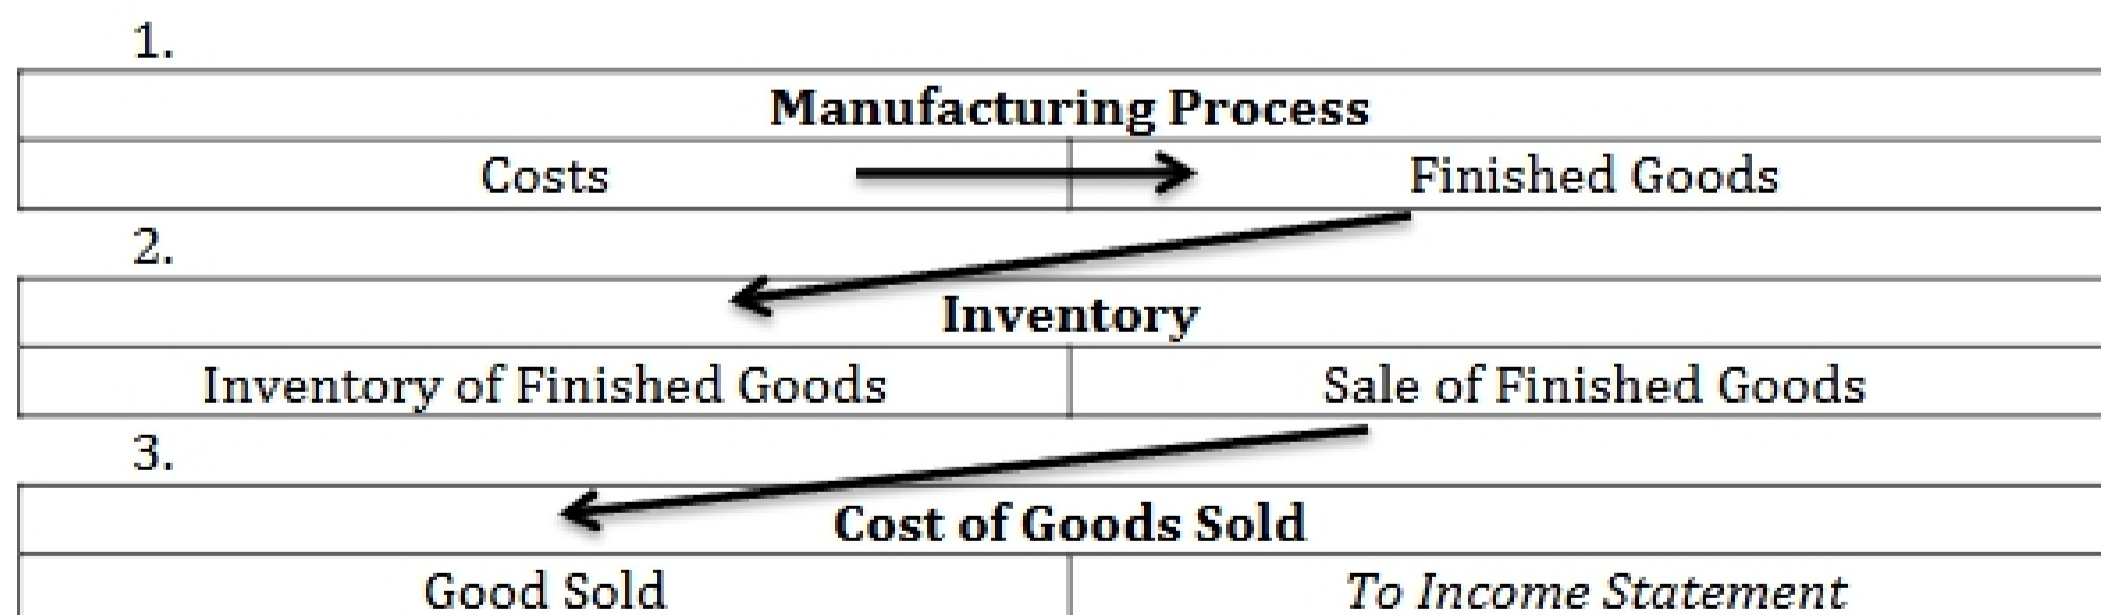 1.
Manufacturing Process
Costs Finished Goods
2.
Inventory
Inventory of Finished Goods Sale of Finished Goods
3.
Cost of Goods Sold
Good Sold To Income Statement